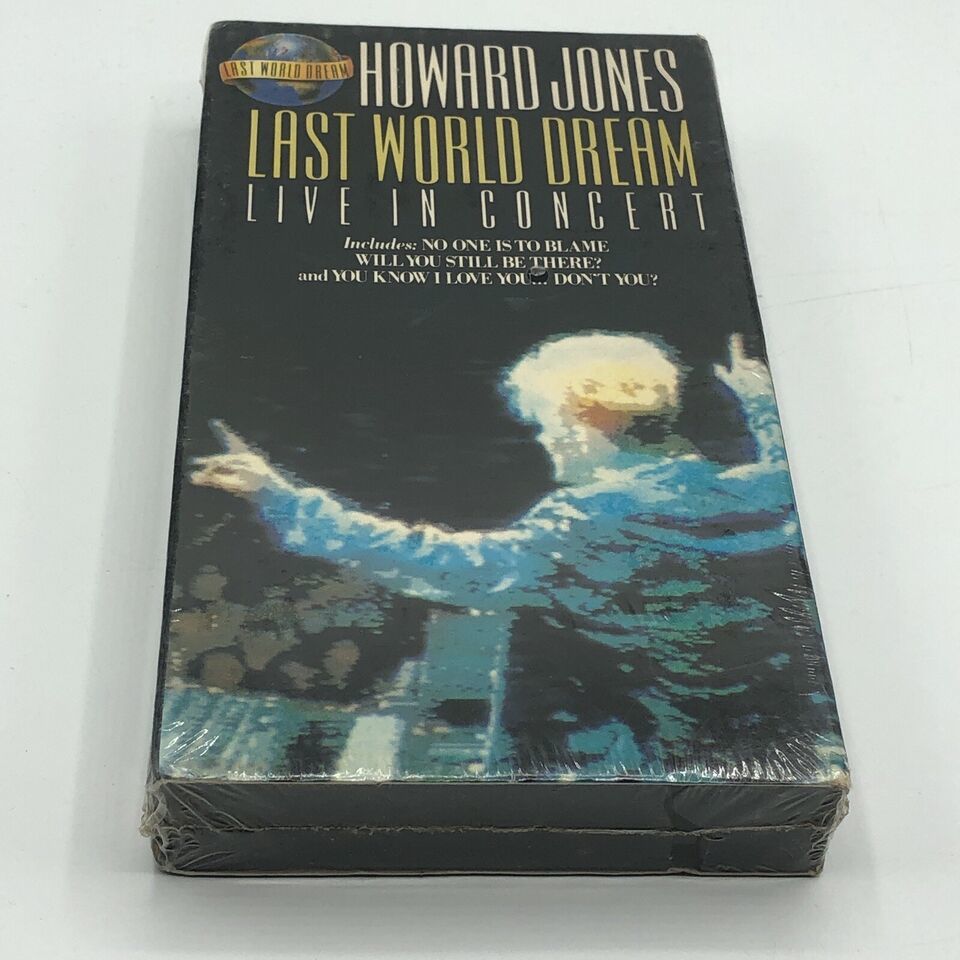 LAST WORLD DREAM
HOWARD JONES
LAST WORLD DREAM
LIVE IN CONCERT
Includes: NO ONE IS TO BLAME
WILL YOU STILL BE THERE?
and YOU KNOW I LOVE YOU... DON'T YOU?